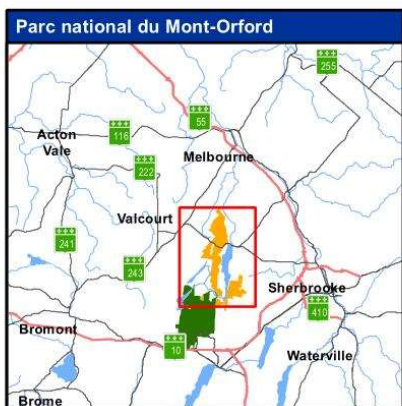 Parc national du Mont-Orford
255
55
Acton
Vale
116
Melbourne
222
Valcourt
241
243
Sherbrooke
410
Bromont
10
Waterville
Brome